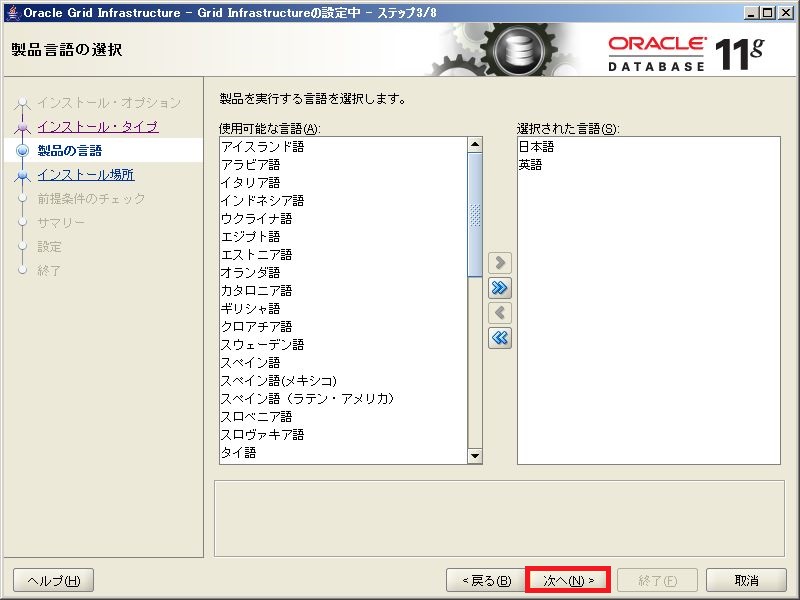 Oracle Grid Infrastructure - Grid Infrastructureの設定中 - ステップ3/8
製品言語の選択
ORACLE
DATABASE 11g
インストール・オプション
インストール・タイプ
製品の言語
インストール場所
前提条件のチェック
サマリー
設定
終了
製品を実行する言語を選択します。
使用可能な言語(A):
アイスランド語
アラビア語
イタリア語
インドネシア語
ウクライナ語
エジプト語
エストニア語
オランダ語
カタロニア語
ギリシャ語
クロアチア語
スウェーデン語
スペイン語
スペイン語(メキシコ)
スペイン語（ラテン・アメリカ）
スロベニア語
スロヴァキア語
タイ語
選択された言語(S):
日本語
英語
ヘルプ(H)
< 戻る(B)
次へ(N) >
終了(F)
取消